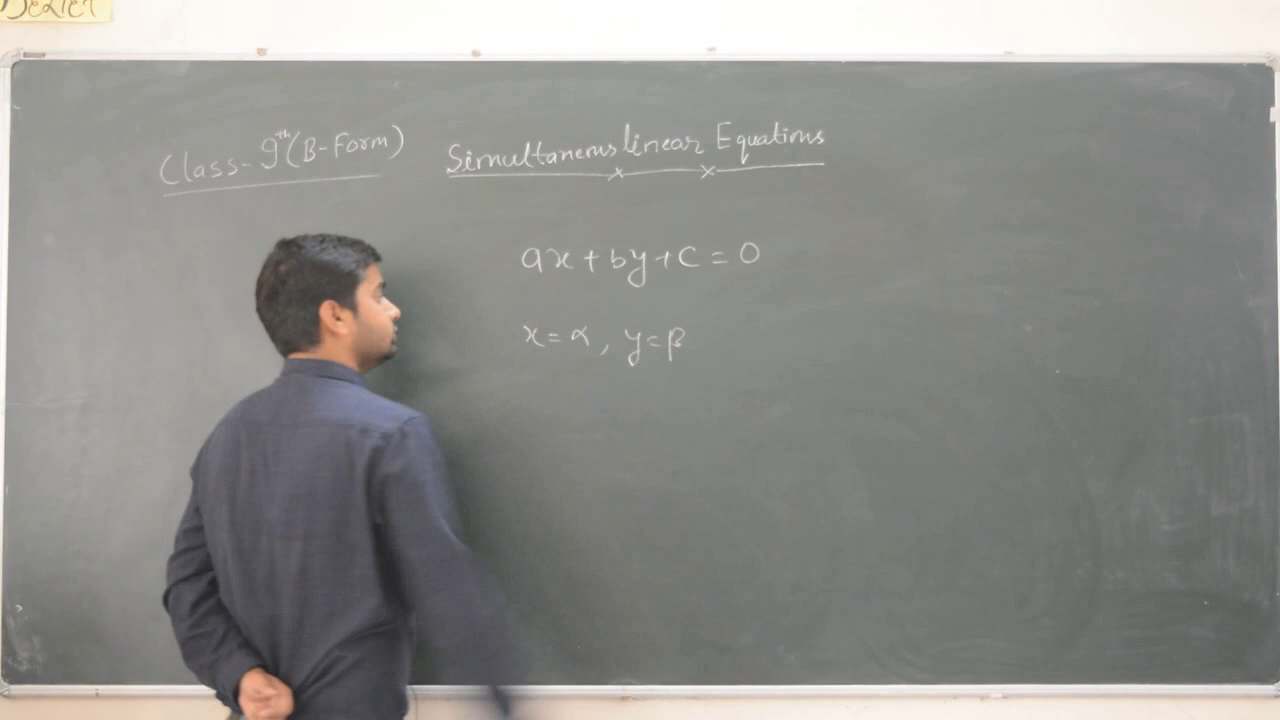 Class-9th (B-Form)
Simultaneous linear Equations
ax + by + c = 0
x = α, y = β